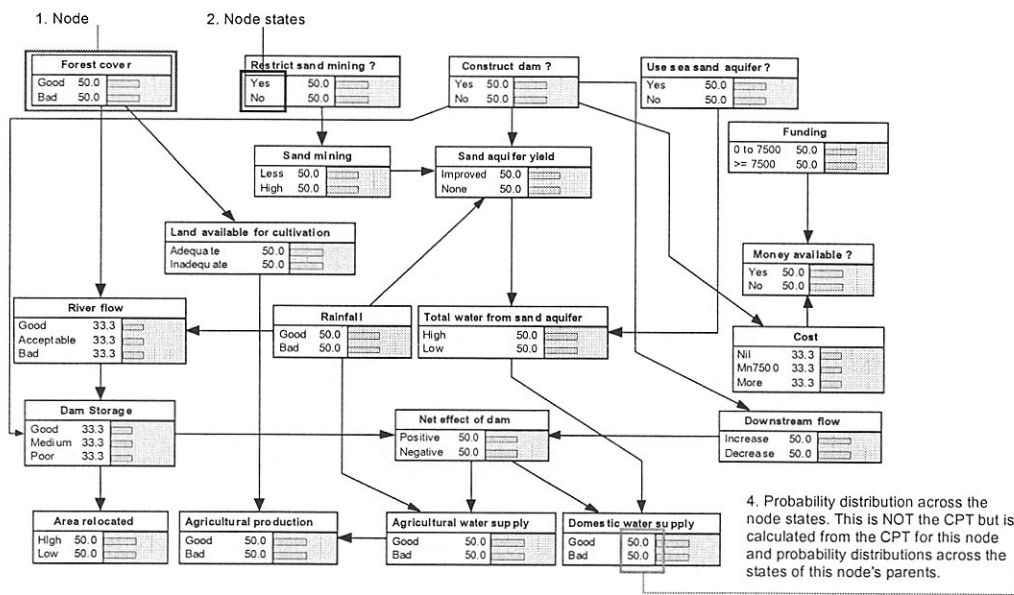 1. Node
2. Node states
Forest cover
Good 50.0
Bad 50.0
Restrict sand mining ?
Yes 50.0
No 50.0
Construct dam ?
Yes 50.0
No 50.0
Use sea sand aquifer?
Yes 50.0
No 50.0
Funding
0 to 7500 50.0
>= 7500 50.0
Sand mining
Less 50.0
High 50.0
Sand aquifer yield
Improved 50.0
None 50.0
Land available for cultivation
Adequate 50.0
Inadequate 50.0
Money available ?
Yes 50.0
No 50.0
River flow
Good 33.3
Acceptable 33.3
Bad 33.3
Rainfall
Good 50.0
Bad 50.0
Total water from sand aquifer
High 50.0
Low 50.0
Cost
Nil 33.3
Mn7500 33.3
More 33.3
Dam Storage
Good 33.3
Medium 33.3
Poor 33.3
Net effect of dam
Positive 50.0
Negative 50.0
Downstream flow
Increase 50.0
Decrease 50.0
Area relocated
High 50.0
Low 50.0
Agricultural production
Good 50.0
Bad 50.0
Agricultural water supply
Good 50.0
Bad 50.0
Domestic water supply
Good 50.0
Bad 50.0
4. Probability distribution across the
node states. This is NOT the CPT but is
calculated from the CPT for this node
and probability distributions across the
states of this node's parents.